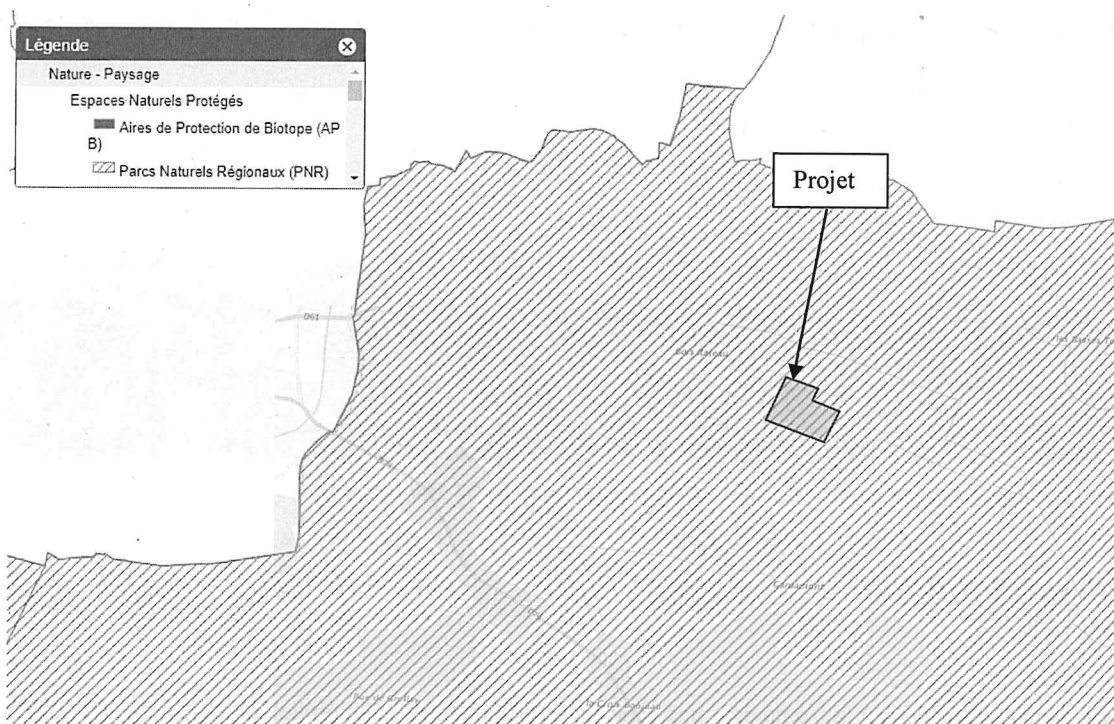 Légende
Nature - Paysage
Espaces Naturels Protégés
Aires de Protection de Biotope (AP
B)
Parcs Naturels Régionaux (PNR)
Projet
D61
Bois Rateau